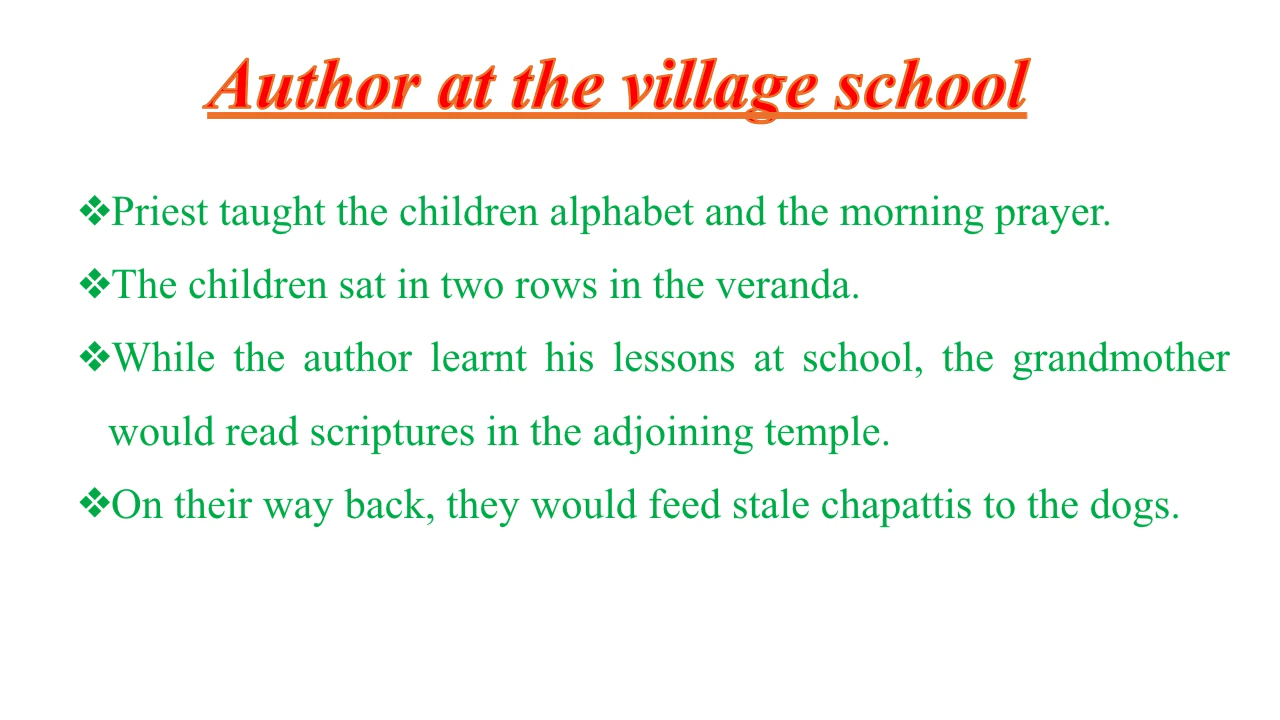 Author at the village school
❖Priest taught the children alphabet and the morning prayer.
❖The children sat in two rows in the veranda.
❖While the author learnt his lessons at school, the grandmother
would read scriptures in the adjoining temple.
❖On their way back, they would feed stale chapattis to the dogs.